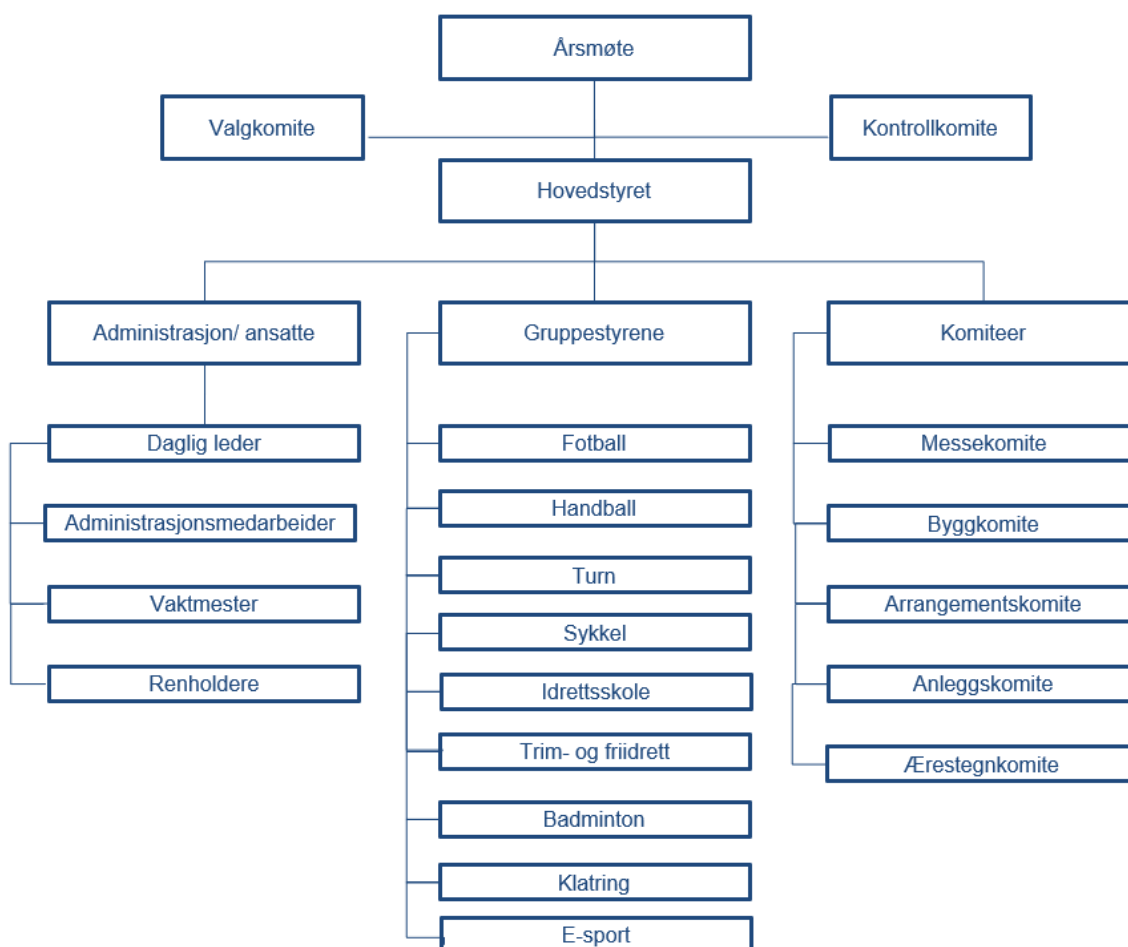 Årsmøte
Valgkomite
Kontrollkomite
Hovedstyret
Administrasjon/ ansatte
Gruppestyrene
Komiteer
Daglig leder
Administrasjonsmedarbeider
Vaktmester
Renholdere
Fotball
Handball
Turn
Sykkel
Idrettsskole
Trim- og friidrett
Badminton
Klatring
E-sport
Messekomite
Byggkomite
Arrangementskomite
Anleggskomite
Ærestegnkomite